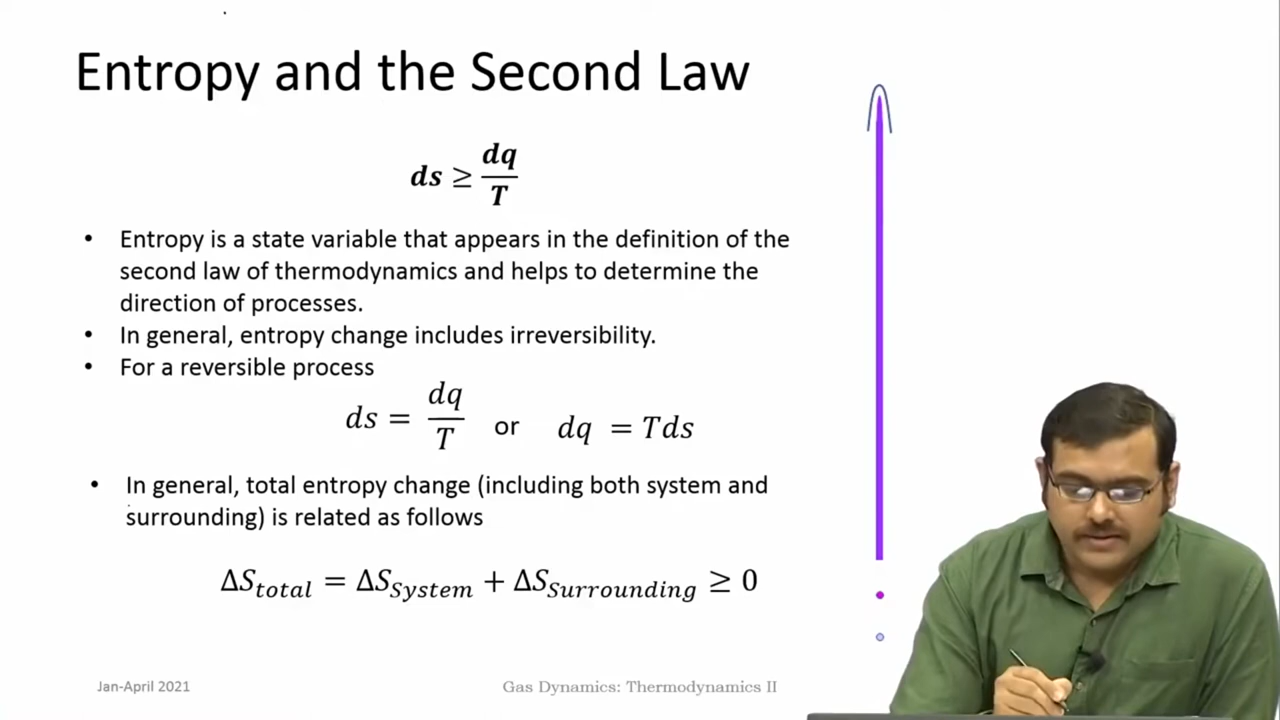 Entropy and the Second Law
ds ≥ dq/T
• Entropy is a state variable that appears in the definition of the
second law of thermodynamics and helps to determine the
direction of processes.
• In general, entropy change includes irreversibility.
• For a reversible process
ds = dq/T or dq = Tds
• In general, total entropy change (including both system and
surrounding) is related as follows
ΔS_total = ΔS_System + ΔS_Surrounding ≥ 0
Jan-April 2021
Gas Dynamics: Thermodynamics II